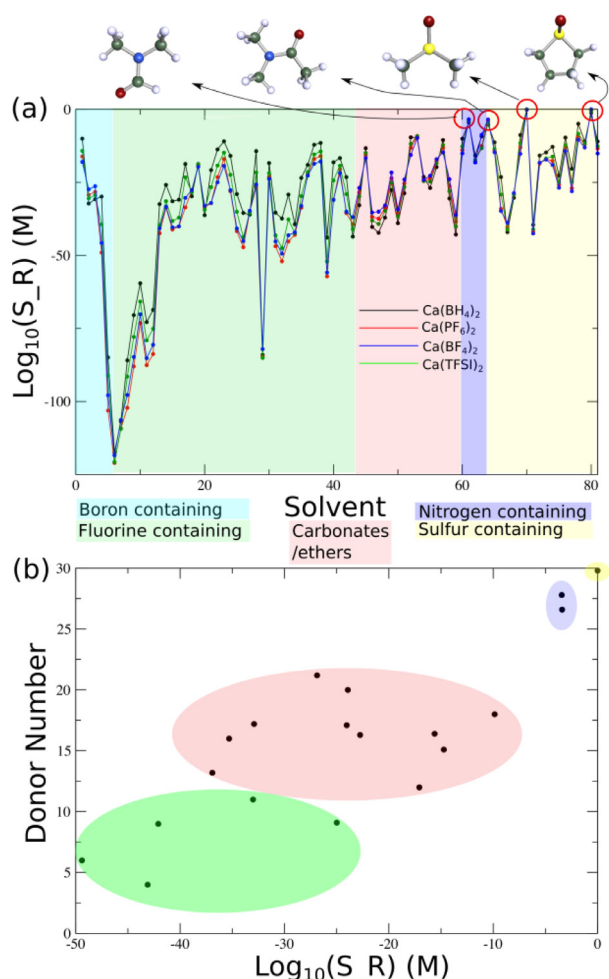 (a)
0
-50
-100
Log10(S_R) (M)
Ca(BH4)2
Ca(PF6)2
Ca(BF4)2
Ca(TFSI)2
0 20 40 60 80
Solvent
Boron containing
Fluorine containing
Carbonates
/ethers
Nitrogen containing
Sulfur containing
(b)
30
25
20
15
10
5
0
Donor Number
-50 -40 -30 -20 -10 0
Log10(S_R) (M)